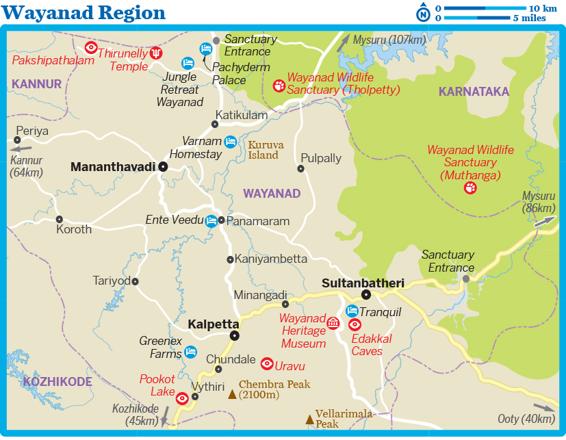 Wayanad Region
N
0 10 km
0 5 miles
Sanctuary
Entrance
Mysuru (107km)
Pakshipathalam
Thirunelly
Temple
Jungle
Retreat
Wayanad
Pachyderm
Palace
Wayanad Wildlife
Sanctuary (Tholpetty)
KANNUR
KARNATAKA
Katikulam
Periya
Varnam
Homestay
Kuruva
Island
Kannur
(64km)
Mananthavadi
Pulpally
Wayanad Wildlife
Sanctuary
(Muthanga)
WAYANAD
Mysuru
(86km)
Koroth
Ente Veedu
Panamaram
Kaniyambetta
Sanctuary
Entrance
Tariyod
Sultanbatheri
Minangadi
Tranquil
Wayanad
Heritage
Museum
Edakkal
Caves
Kalpetta
Greenex
Farms
Chundale
Uravu
KOZHIKODE
Pookot
Lake
Vythiri
Chembra Peak
(2100m)
Kozhikode
(45km)
Vellarimala
Peak
Ooty (40km)